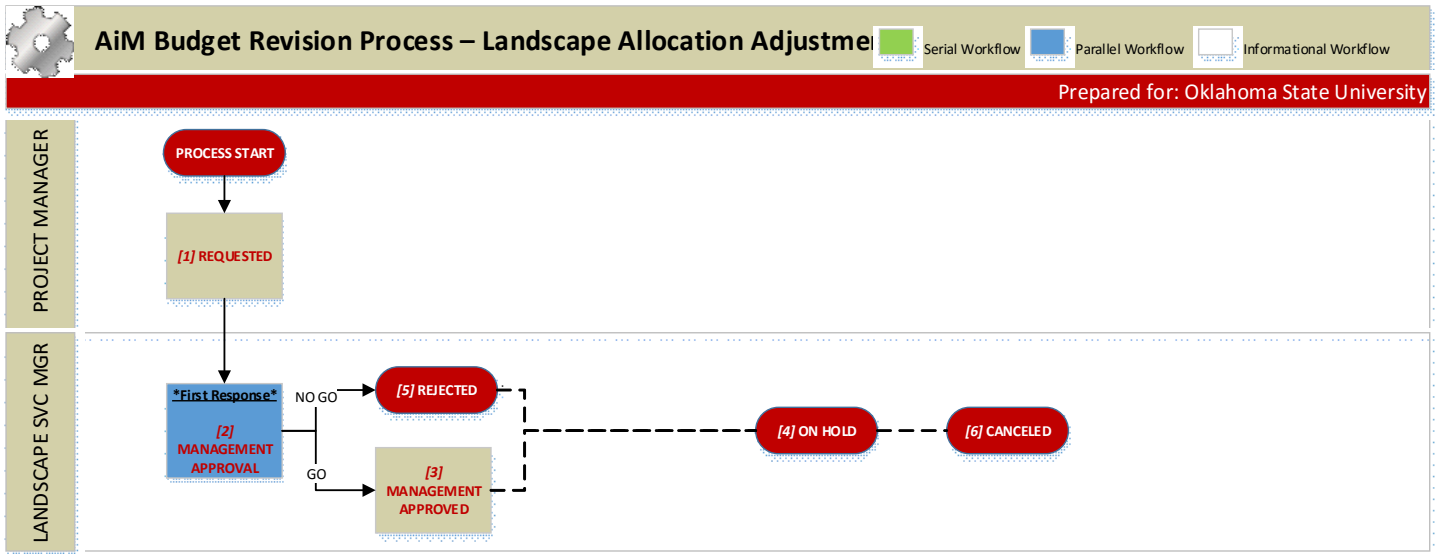 AiM Budget Revision Process – Landscape Allocation Adjustme
Serial Workflow
Parallel Workflow
Informational Workflow
Prepared for: Oklahoma State University
PROJECT MANAGER
PROCESS START
[1] REQUESTED
LANDSCAPE SVC MGR
*First Response*
[2]
MANAGEMENT
APPROVAL
NO GO
GO
[5] REJECTED
[3]
MANAGEMENT
APPROVED
[4] ON HOLD
[6] CANCELED